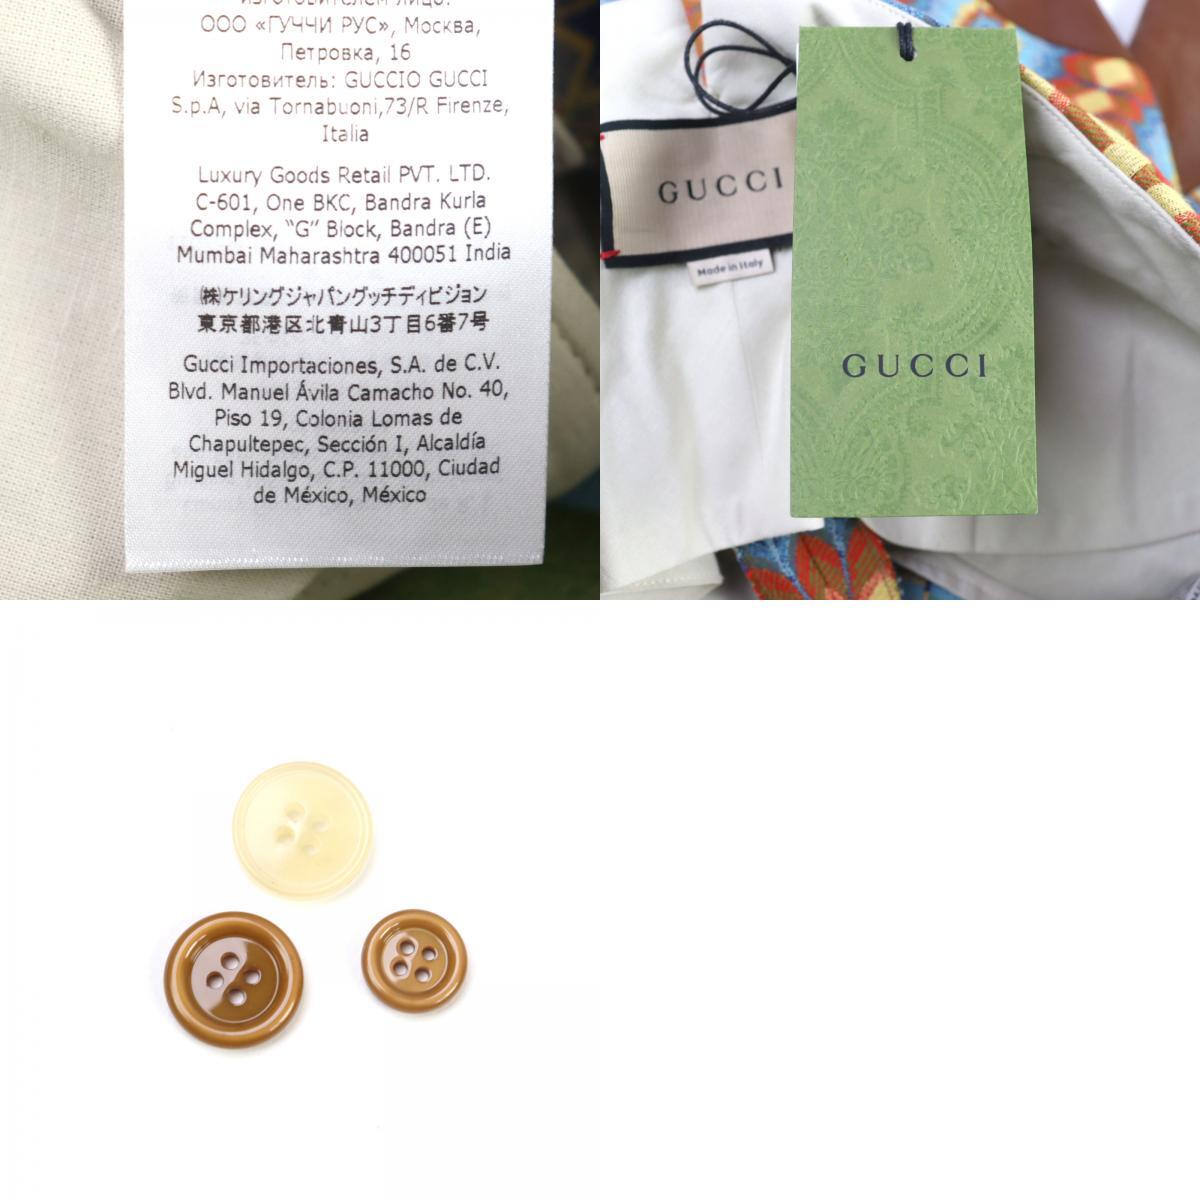 изготовителем лицо:
ООО «ГУЧЧИ РУС», Москва,
Петровка, 16
Изготовитель: GUCCIO GUCCI
S.p.A, via Tornabuoni,73/R Firenze,
Italia
Luxury Goods Retail PVT. LTD.
C-601, One BKC, Bandra Kurla
Complex, “G” Block, Bandra (E)
Mumbai Maharashtra 400051 India
㈱ケリングジャパングッチディビジョン
東京都港区北青山3丁目6番7号
Gucci Importaciones, S.A. de C.V.
Blvd. Manuel Ávila Camacho No. 40,
Piso 19, Colonia Lomas de
Chapultepec, Sección I, Alcaldía
Miguel Hidalgo, C.P. 11000, Ciudad
de México, México
GUCCI
Made in Italy
GUCCI